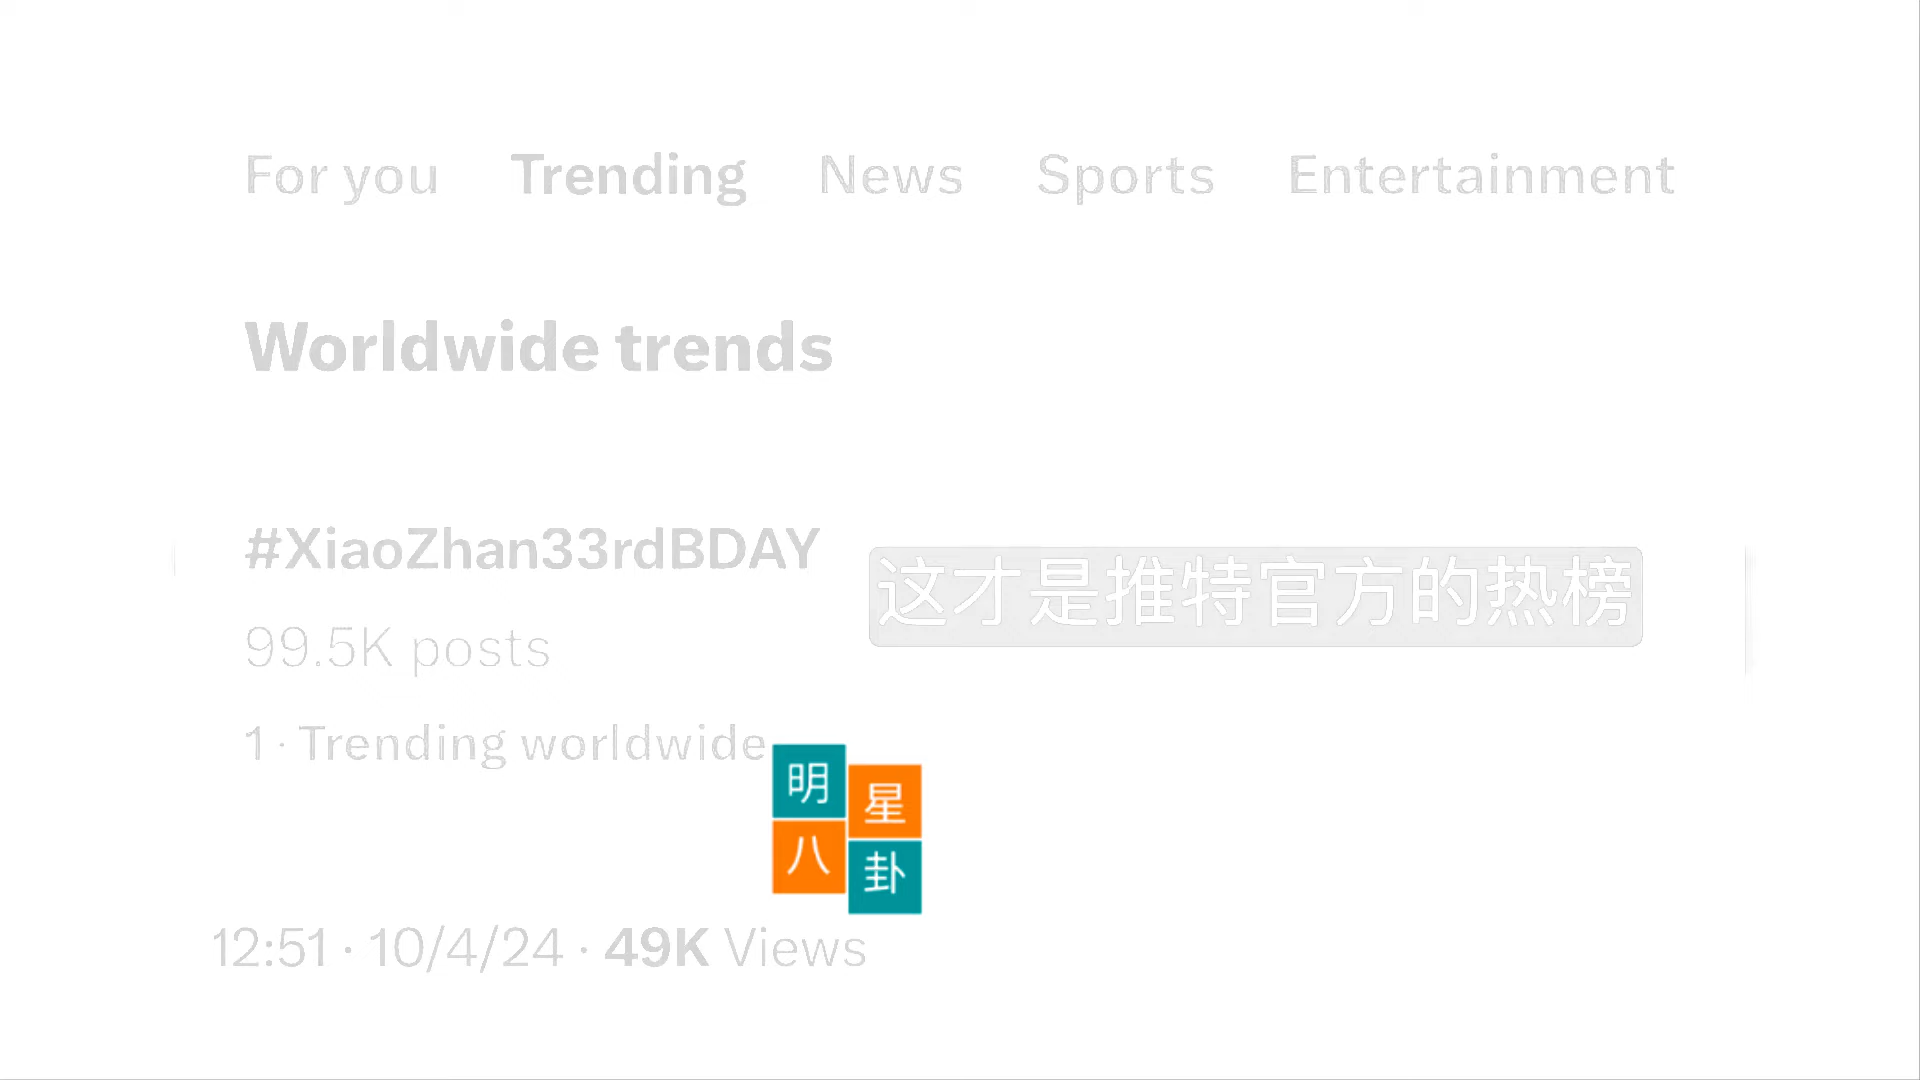 For you Trending News Sports Entertainment
Worldwide trends
#XiaoZhan33rdBDAY
这才是推特官方的热榜
99.5K posts
1 · Trending worldwide
明星
八卦
12:51 · 10/4/24 · 49K Views